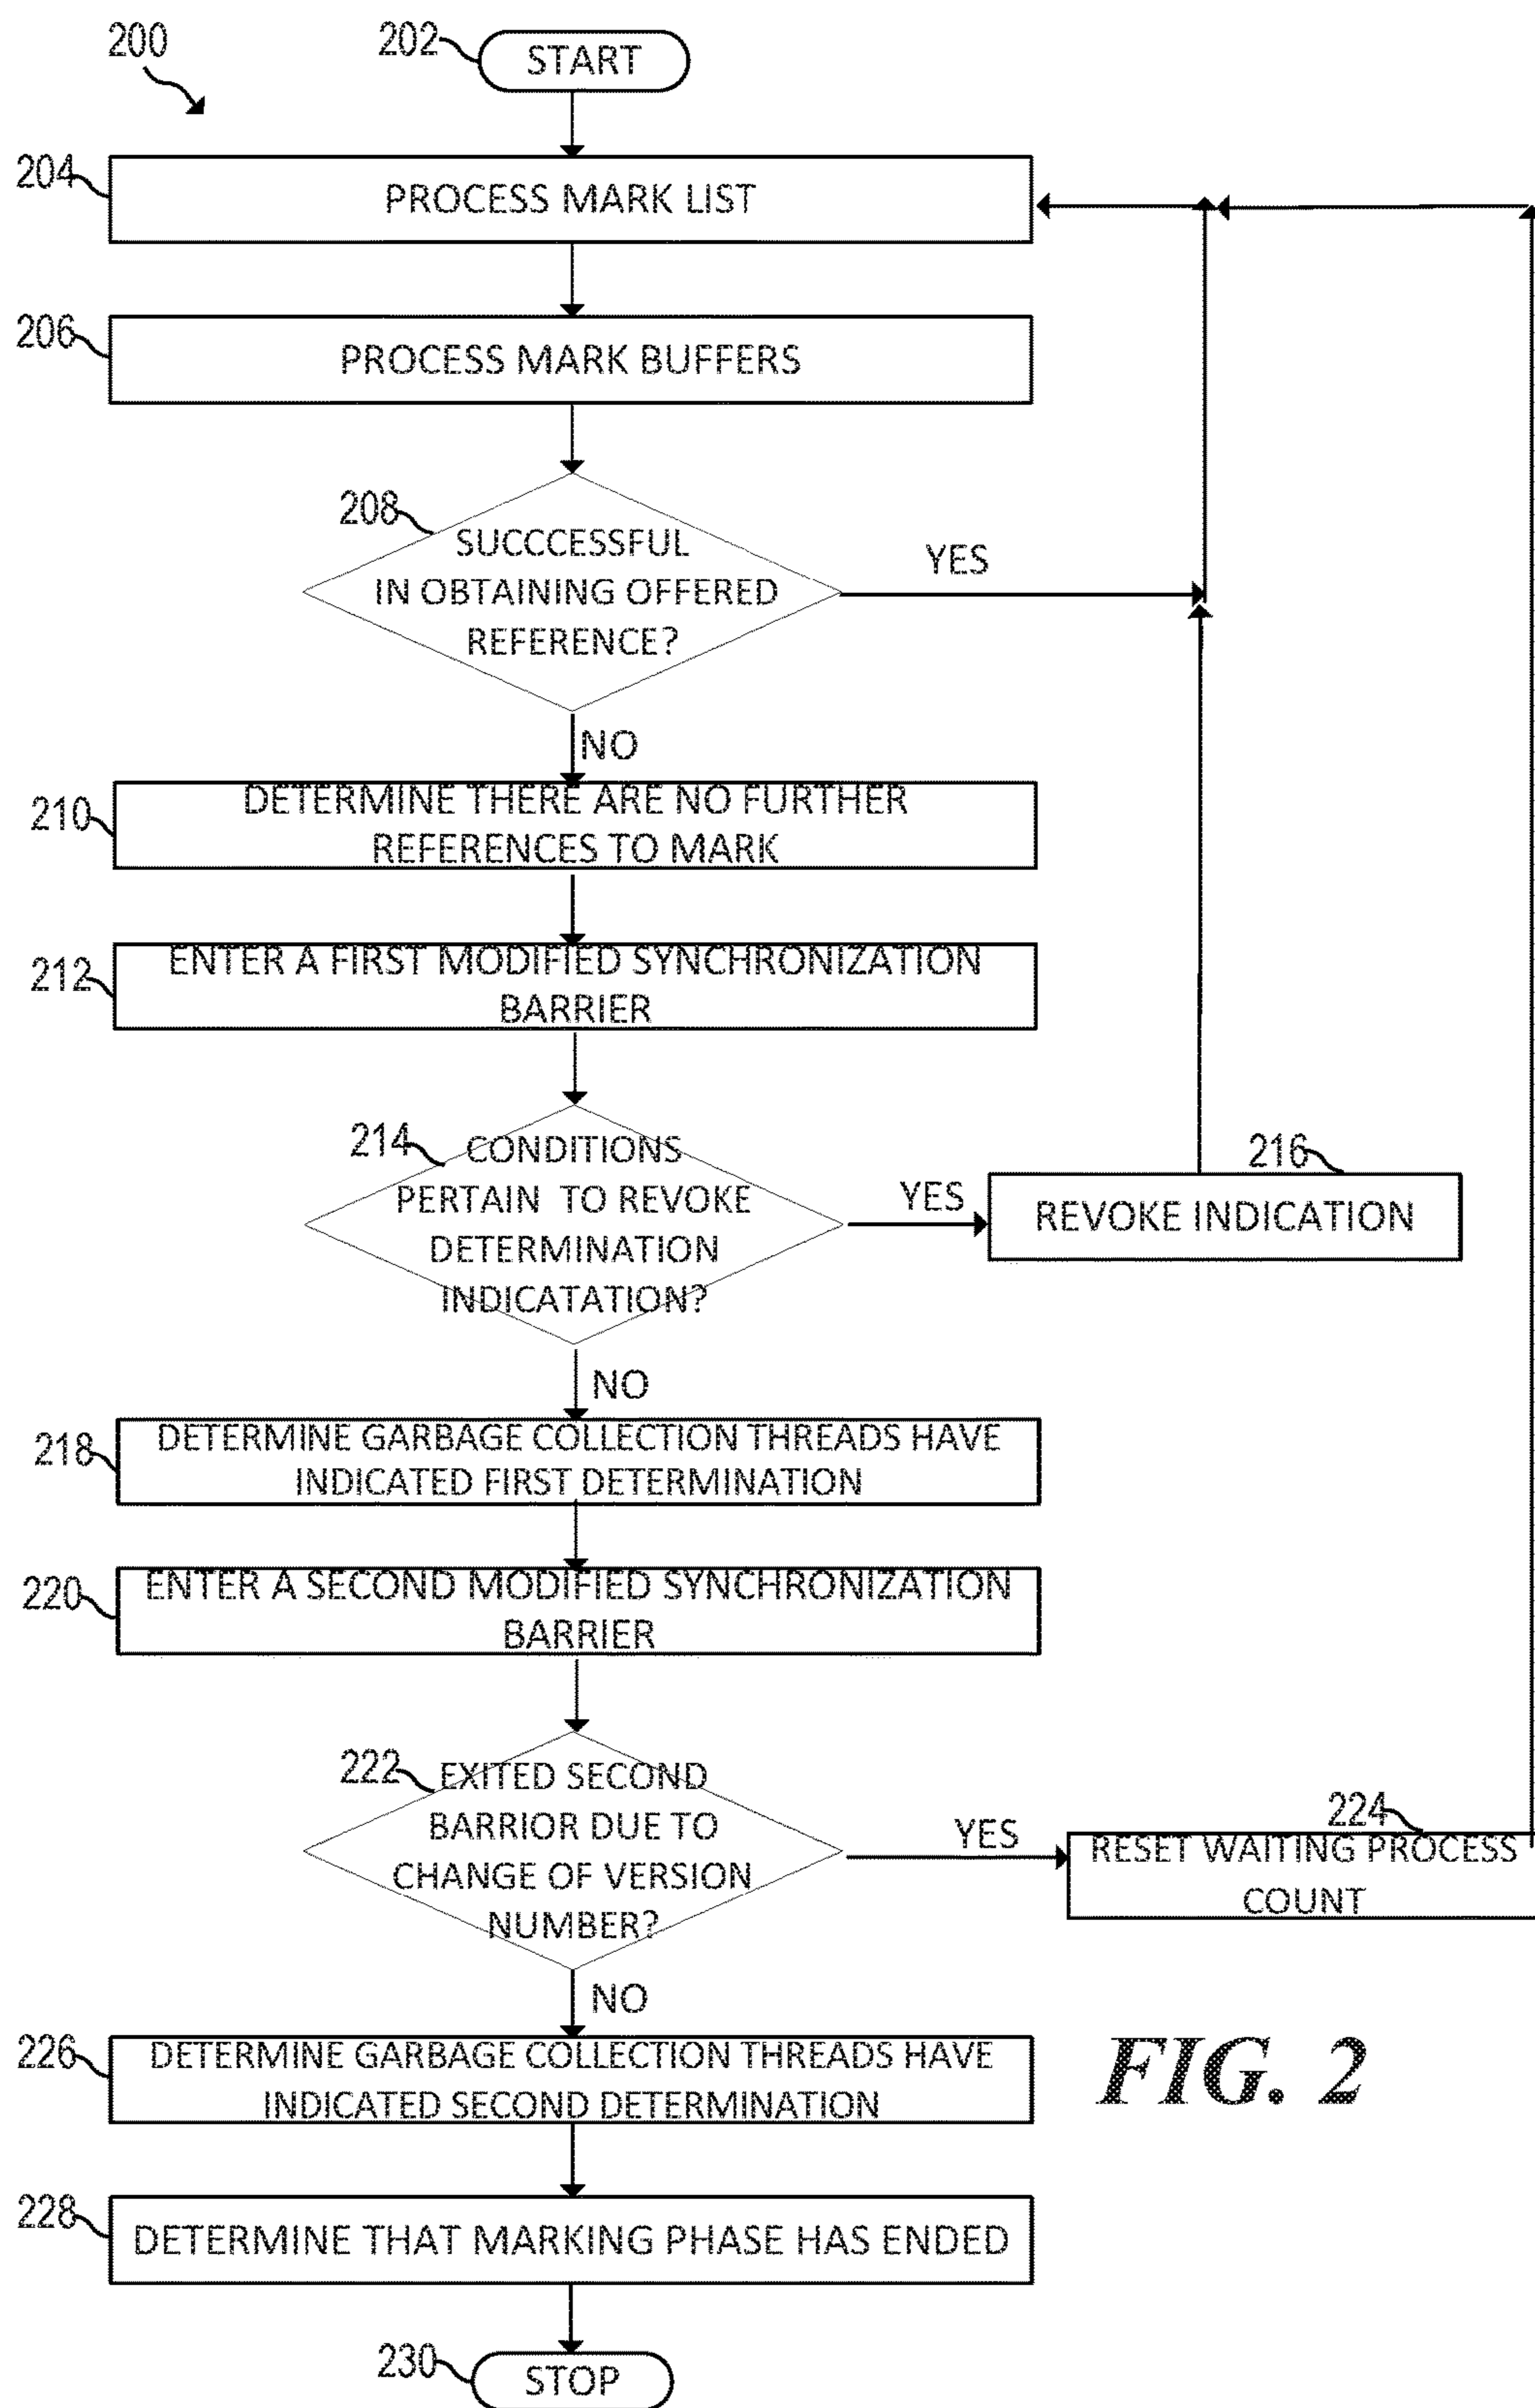 200
202
START
204
PROCESS MARK LIST
206
PROCESS MARK BUFFERS
208
SUCCCESSFUL
IN OBTAINING OFFERED
REFERENCE?
YES
NO
210
DETERMINE THERE ARE NO FURTHER
REFERENCES TO MARK
212
ENTER A FIRST MODIFIED SYNCHRONIZATION
BARRIER
214
CONDITIONS
PERTAIN TO REVOKE
DETERMINATION
INDICATATION?
YES
216
REVOKE INDICATION
NO
218
DETERMINE GARBAGE COLLECTION THREADS HAVE
INDICATED FIRST DETERMINATION
220
ENTER A SECOND MODIFIED SYNCHRONIZATION
BARRIER
222
EXITED SECOND
BARRIOR DUE TO
CHANGE OF VERSION
NUMBER?
YES
224
RESET WAITING PROCESS
COUNT
NO
226
DETERMINE GARBAGE COLLECTION THREADS HAVE
INDICATED SECOND DETERMINATION
FIG. 2
228
DETERMINE THAT MARKING PHASE HAS ENDED
230
STOP